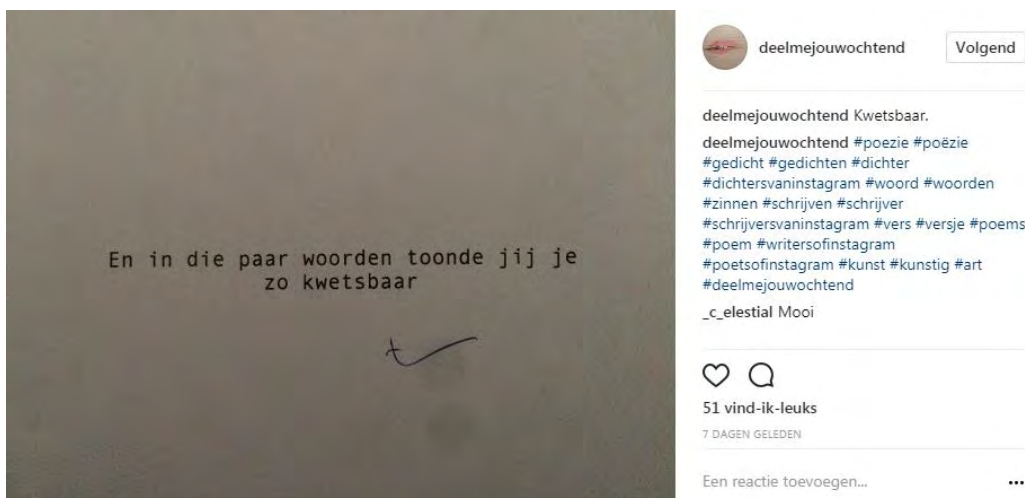 En in die paar woorden toonde jij je
zo kwetsbaar
deelmejouwochtend
Volgend
deelmejouwochtend Kwetsbaar.
deelmejouwochtend #poezie #poëzie
#gedicht #gedichten #dichter
#dichtersvaninstagram #woord #woorden
#zinnen #schrijven #schrijver
#schrijversvaninstagram #vers #versje #poems
#poem #writersofinstagram
#poetsofinstagram #kunst #kunstig #art
#deelmejouwochtend
_c_elestial Mooi
51 vind-ik-leuks
7 DAGEN GELEDEN
Een reactie toevoegen...